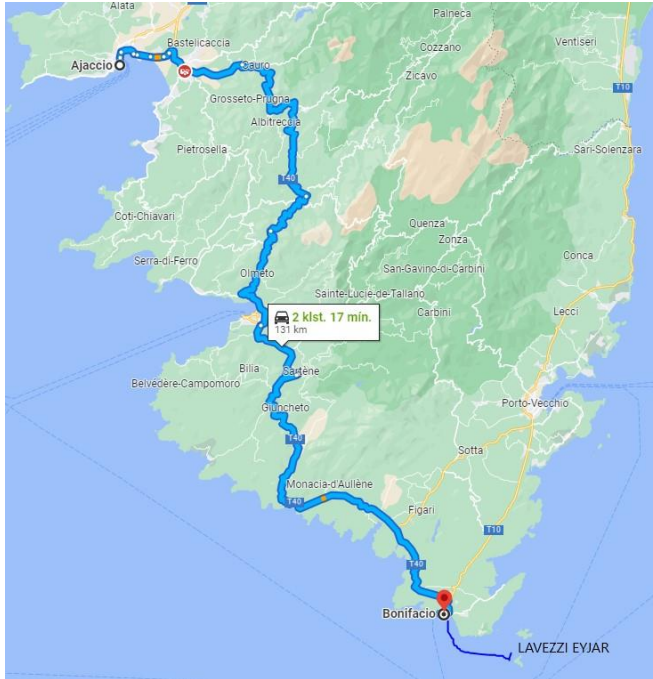 Alata
Palneca
Bastelicaccia
Ventiseri
Cozzano
Ajaccio
Cauro
Zicavo
T10
Grosseto-Prugna
Albitreccia
Pietrosella
Sari-Solenzara
T40
Coti-Chiavari
Quenza
Zonza
Serra-di-Ferro
Conca
Olmeto
San-Gavino-di-Carbini
Sainte-Lucie-de-Tallano
2 klst. 17 mín.
131 km
Carbini
Lecci
Bilia
Sartène
Belvédère-Campomoro
Giuncheto
Porto-Vecchio
T40
Sotta
Monacia-d'Aullène
T40
Figari
T10
T40
Bonifacio
LAVEZZI EYJAR